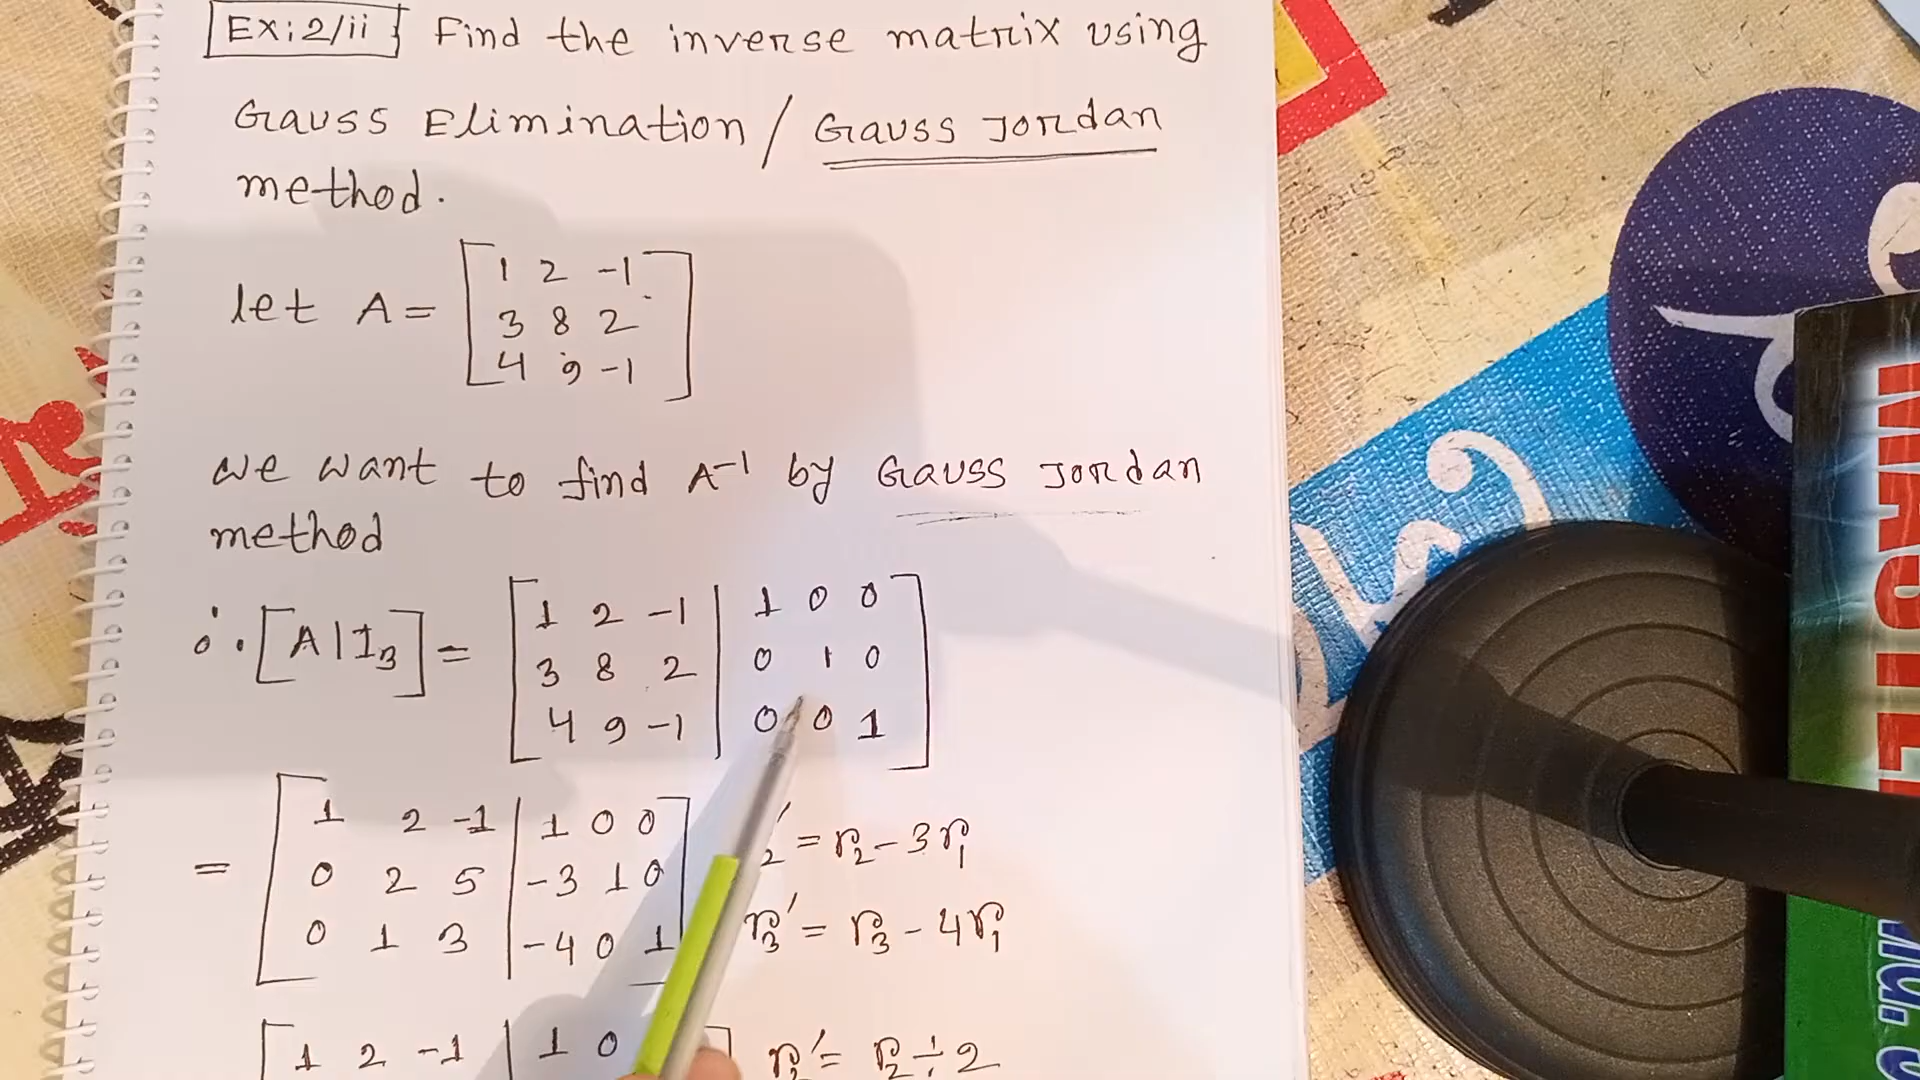 Ex: 2/ii} Find the inverse matrix using
Gauss Elimination / Gauss Jordan
method.
let A = [1 2 -1
3 8 2
4 9 -1]
we want to find A⁻¹ by Gauss Jordan
method
∴ [A|I₃] = [1 2 -1 | 1 0 0
3 8 2 | 0 1 0
4 9 -1 | 0 0 1]
= [1 2 -1 | 1 0 0
0 2 5 | -3 1 0
0 1 3 | -4 0 1]
₂′ = r₂ - 3r₁
r₃′ = r₃ - 4r₁
[1 2 -1 | 1 0
r₂′ = r₂ ÷ 2